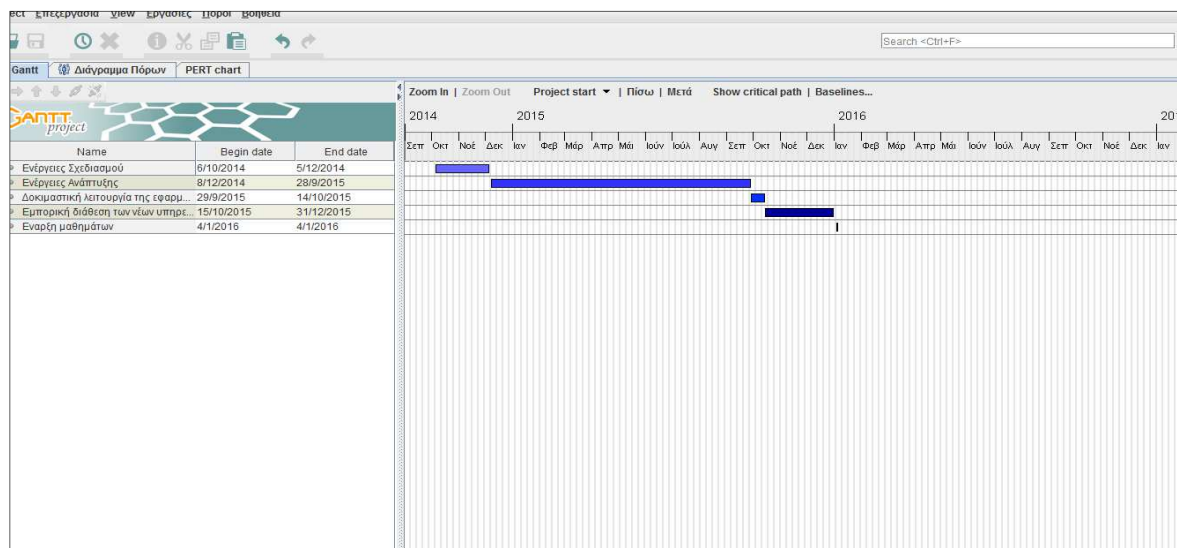 ect Επεξεργασία View Εργασίες Πόροι Βοήθεια
Search <Ctrl+F>
Gantt Διάγραμμα Πόρων PERT chart
Zoom In | Zoom Out Project start | Πίσω | Μετά Show critical path | Baselines...
GANTT project
2014 2015 2016 201
Σεπ Οκτ Νοέ Δεκ Ιαν Φεβ Μάρ Απρ Μάι Ιούν Ιούλ Αυγ Σεπ Οκτ Νοέ Δεκ Ιαν Φεβ Μάρ Απρ Μάι Ιούν Ιούλ Αυγ Σεπ Οκτ Νοέ Δεκ Ιαν
Name Begin date End date
Ενέργειες Σχεδιασμού 6/10/2014 5/12/2014
Ενέργειες Ανάπτυξης 8/12/2014 28/9/2015
Δοκιμαστική λειτουργία της εφαρμ... 29/9/2015 14/10/2015
Εμπορική διάθεση των νέων υπηρε... 15/10/2015 31/12/2015
Εναρξη μαθημάτων 4/1/2016 4/1/2016